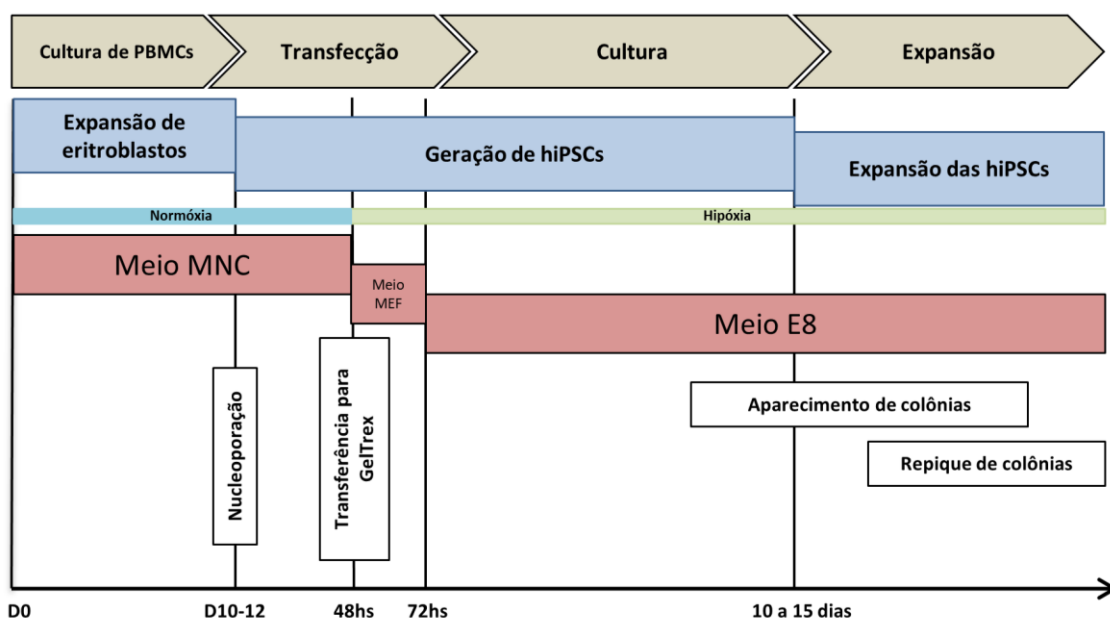 Cultura de PBMCs
Transfecção
Cultura
Expansão
Expansão de
eritroblastos
Geração de hiPSCs
Expansão das hiPSCs
Normóxia
Hipóxia
Meio MNC
Meio
MEF
Meio E8
Nucleoporação
Transferência para
GelTrex
Aparecimento de colônias
Repique de colônias
D0
D10-12
48hs
72hs
10 a 15 dias